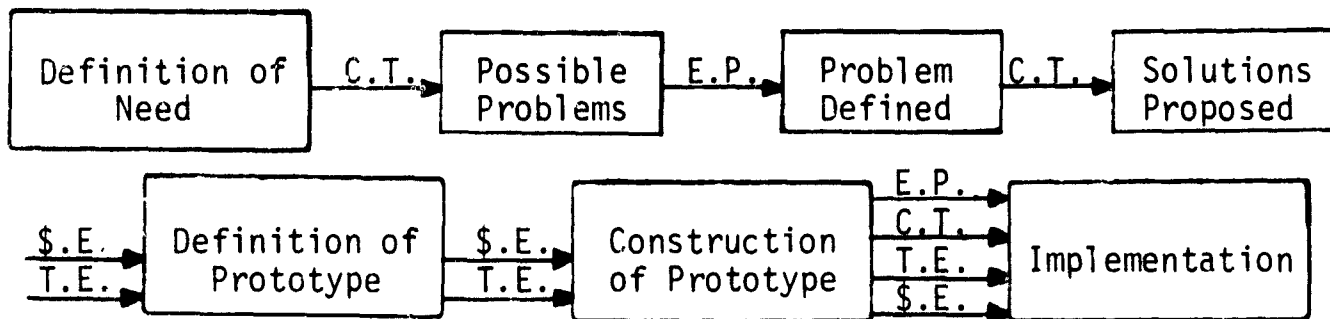 Definition of
Need
C.T.
Possible
Problems
E.P.
Problem
Defined
C.T.
Solutions
Proposed
$.E.
T.E.
Definition of
Prototype
$.E.
T.E.
Construction
of Prototype
E.P.
C.T.
T.E.
$.E.
Implementation